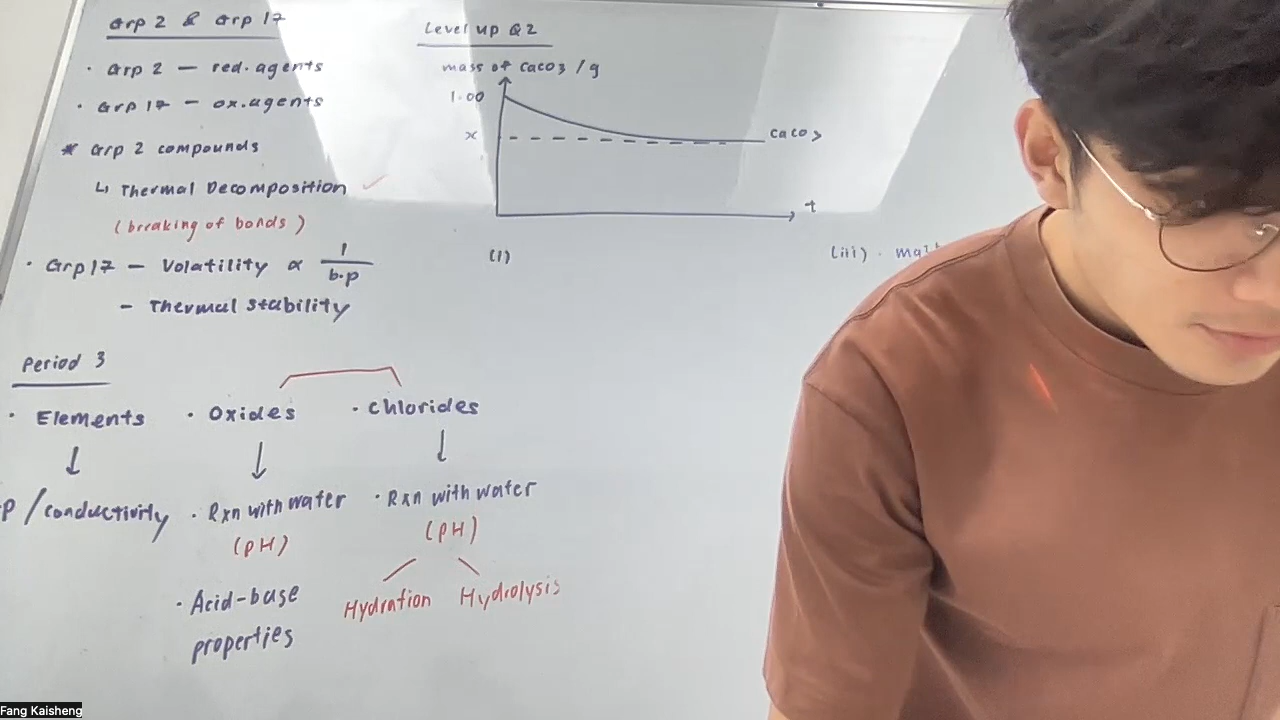 Grp 2 & Grp 17
· Grp 2 — red. agents
· Grp 17 — ox. agents
* Grp 2 compounds
↳ Thermal Decomposition ✓
(breaking of bonds)
· Grp 17 — Volatility ∝ 1/b.p
— Thermal Stability
Period 3
· Elements · Oxides · Chlorides
↓ ↓ ↓
P / conductivity · Rxn with water · Rxn with water
(pH) (pH)
· Acid-base properties
Hydration Hydrolysis
Level up Q2
mass of CaCO3 / g
1.00
x
CaCO3
t
(i)
(iii) ·
Fang Kaisheng